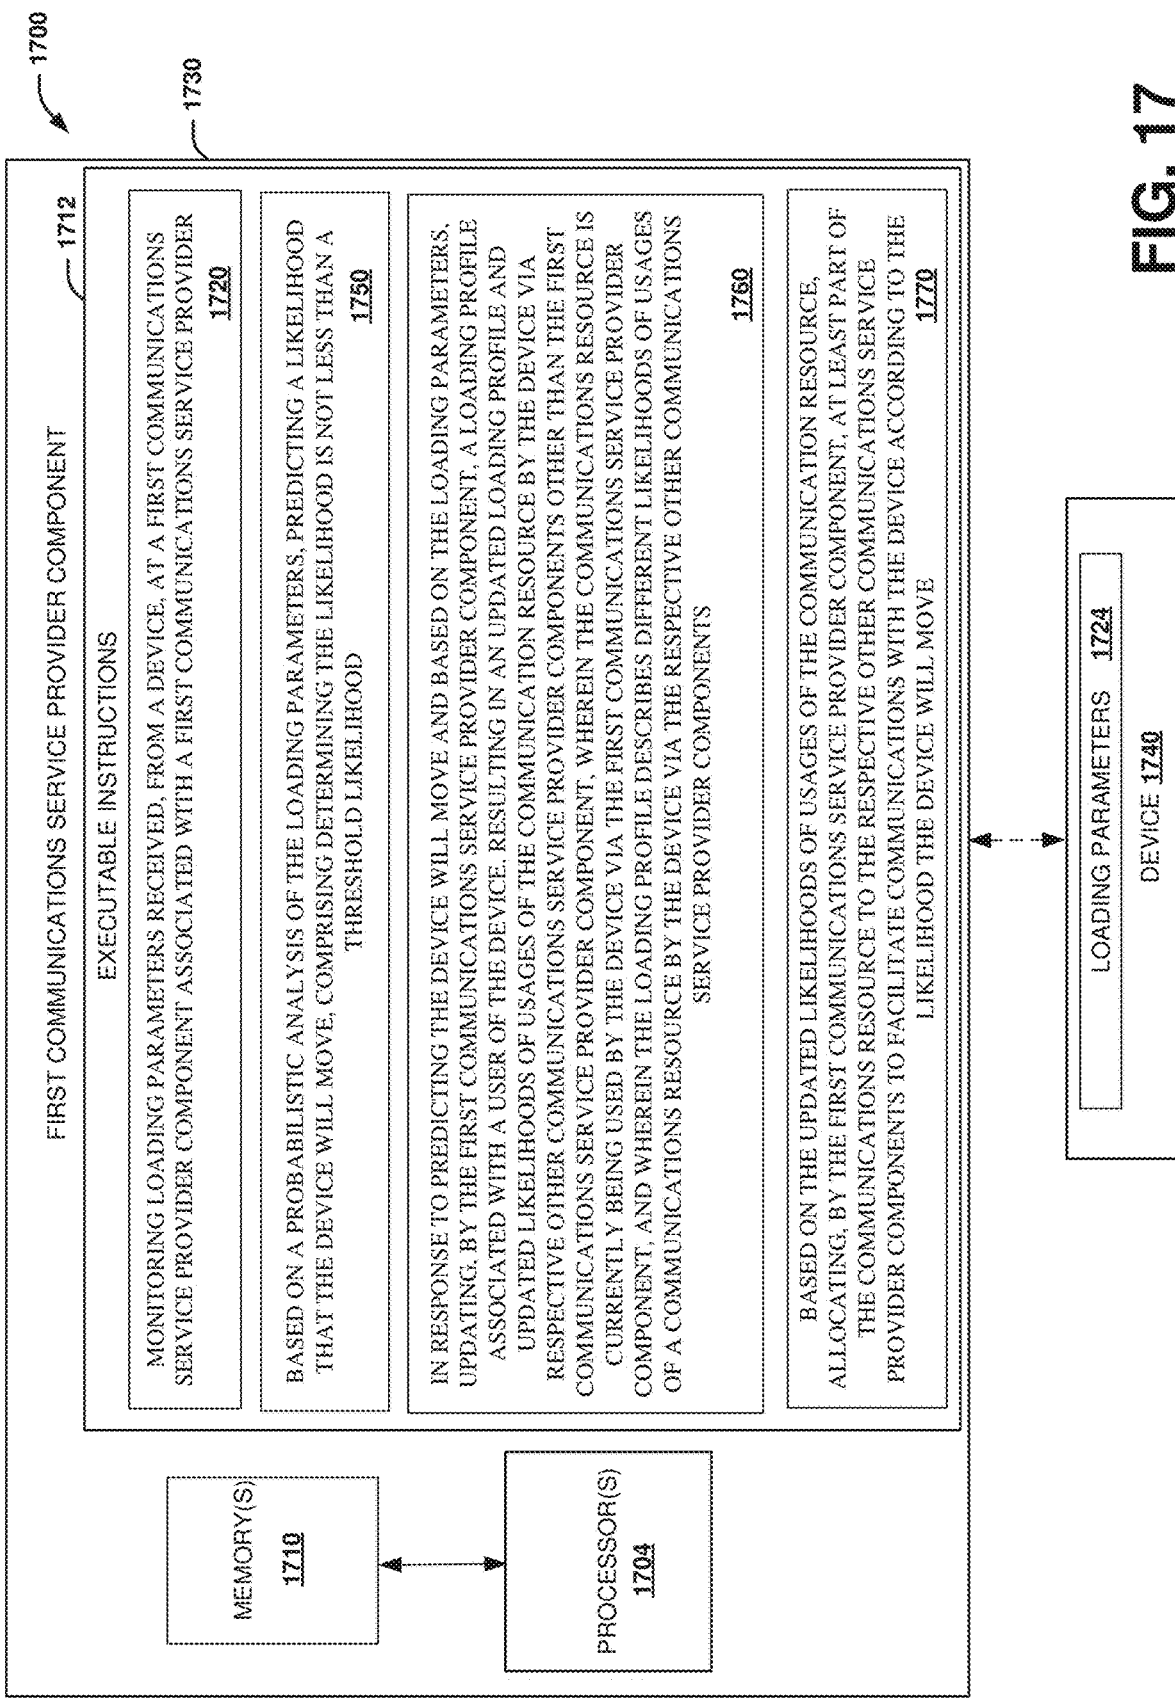 1700
FIRST COMMUNICATIONS SERVICE PROVIDER COMPONENT
1712
1730
EXECUTABLE INSTRUCTIONS
MONITORING LOADING PARAMETERS RECEIVED, FROM A DEVICE, AT A FIRST COMMUNICATIONS
SERVICE PROVIDER COMPONENT ASSOCIATED WITH A FIRST COMMUNICATIONS SERVICE PROVIDER
1720
BASED ON A PROBABILISTIC ANALYSIS OF THE LOADING PARAMETERS, PREDICTING A LIKELIHOOD
THAT THE DEVICE WILL MOVE, COMPRISING DETERMINING THE LIKELIHOOD IS NOT LESS THAN A
THRESHOLD LIKELIHOOD
1750
IN RESPONSE TO PREDICTING THE DEVICE WILL MOVE AND BASED ON THE LOADING PARAMETERS,
UPDATING, BY THE FIRST COMMUNICATIONS SERVICE PROVIDER COMPONENT, A LOADING PROFILE
ASSOCIATED WITH A USER OF THE DEVICE, RESULTING IN AN UPDATED LOADING PROFILE AND
UPDATED LIKELIHOODS OF USAGES OF THE COMMUNICATION RESOURCE BY THE DEVICE VIA
RESPECTIVE OTHER COMMUNICATIONS SERVICE PROVIDER COMPONENTS OTHER THAN THE FIRST
COMMUNICATIONS SERVICE PROVIDER COMPONENT, WHEREIN THE COMMUNICATIONS RESOURCE IS
CURRENTLY BEING USED BY THE DEVICE VIA THE FIRST COMMUNICATIONS SERVICE PROVIDER
COMPONENT, AND WHEREIN THE LOADING PROFILE DESCRIBES DIFFERENT LIKELIHOODS OF USAGES
OF A COMMUNICATIONS RESOURCE BY THE DEVICE VIA THE RESPECTIVE OTHER COMMUNICATIONS
SERVICE PROVIDER COMPONENTS
1760
BASED ON THE UPDATED LIKELIHOODS OF USAGES OF THE COMMUNICATION RESOURCE,
ALLOCATING, BY THE FIRST COMMUNICATIONS SERVICE PROVIDER COMPONENT, AT LEAST PART OF
THE COMMUNICATIONS RESOURCE TO THE RESPECTIVE OTHER COMMUNICATIONS SERVICE
PROVIDER COMPONENTS TO FACILITATE COMMUNICATIONS WITH THE DEVICE ACCORDING TO THE
LIKELIHOOD THE DEVICE WILL MOVE
1770
MEMORY(S)
1710
PROCESSOR(S)
1704
LOADING PARAMETERS 1724
DEVICE 1740
FIG. 17